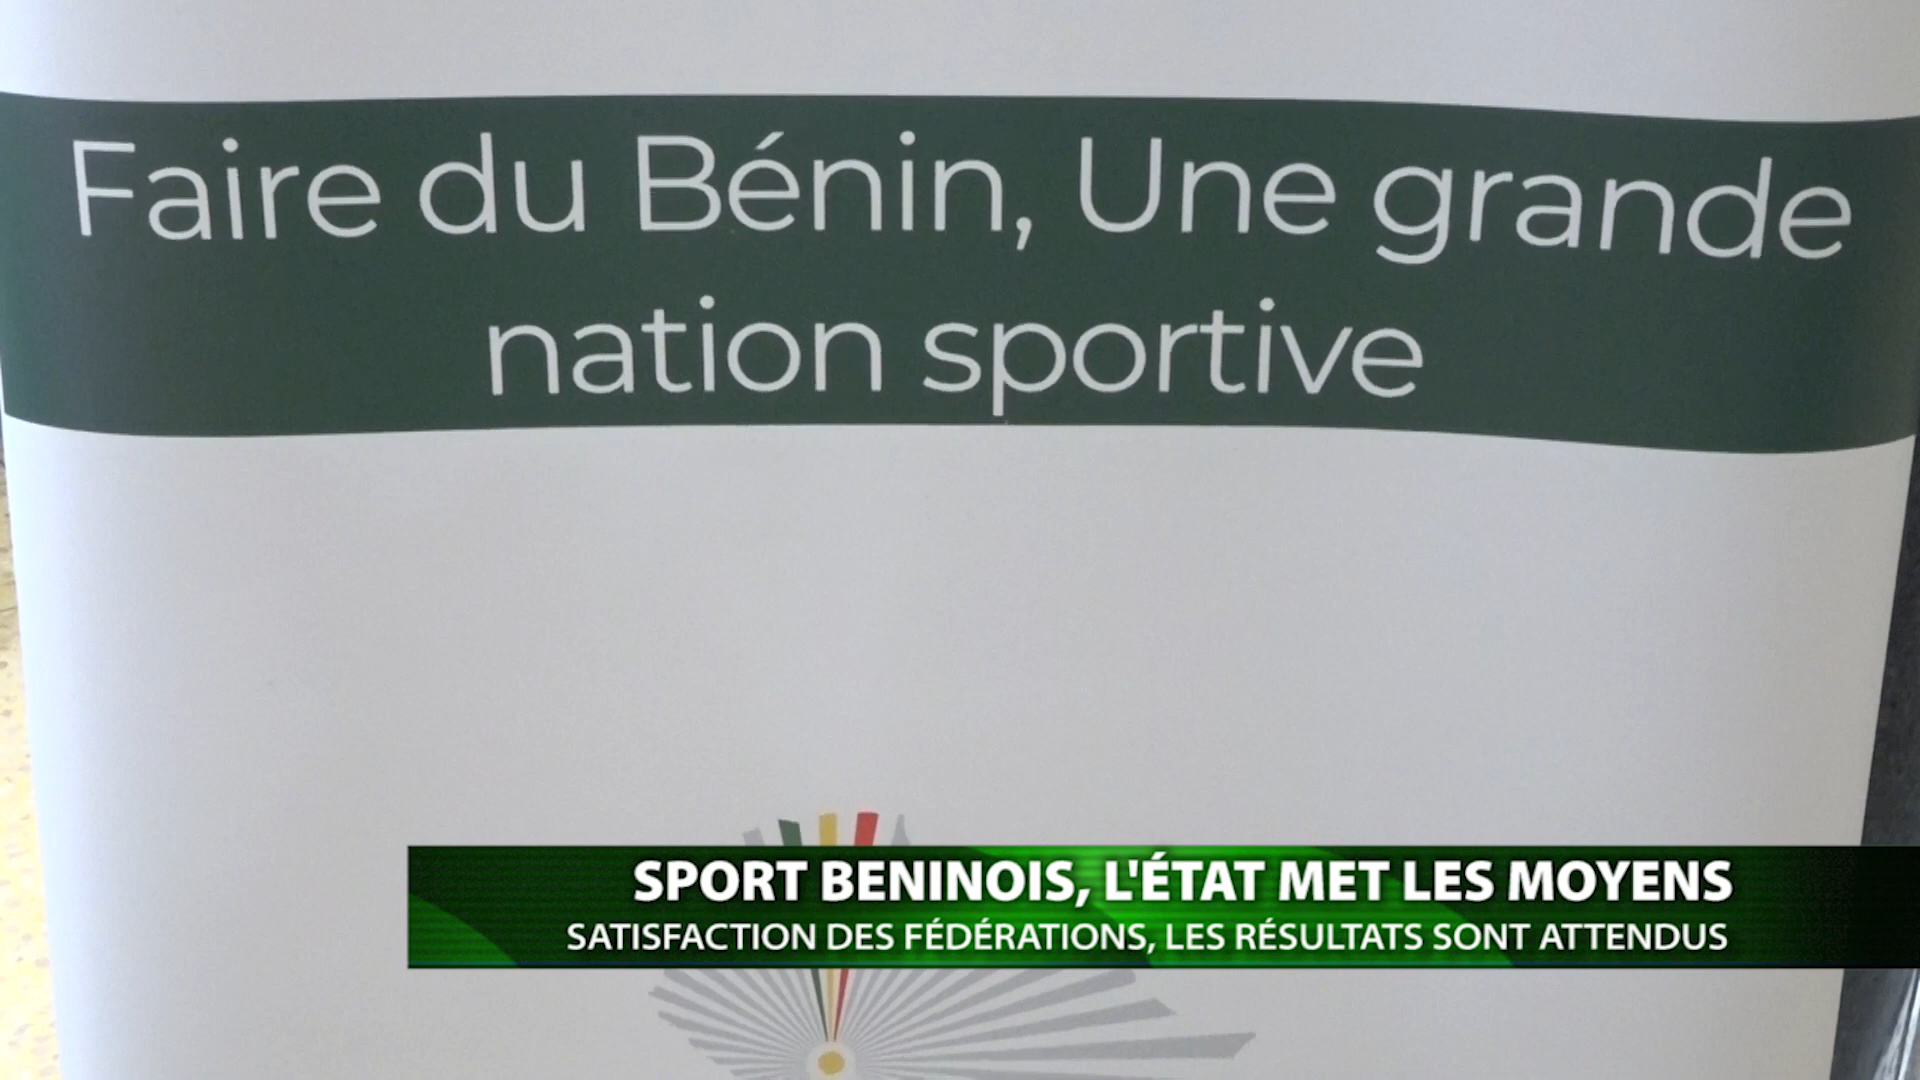 Faire du Bénin, Une grande
nation sportive
SPORT BENINOIS, L'ÉTAT MET LES MOYENS
SATISFACTION DES FÉDÉRATIONS, LES RÉSULTATS SONT ATTENDUS